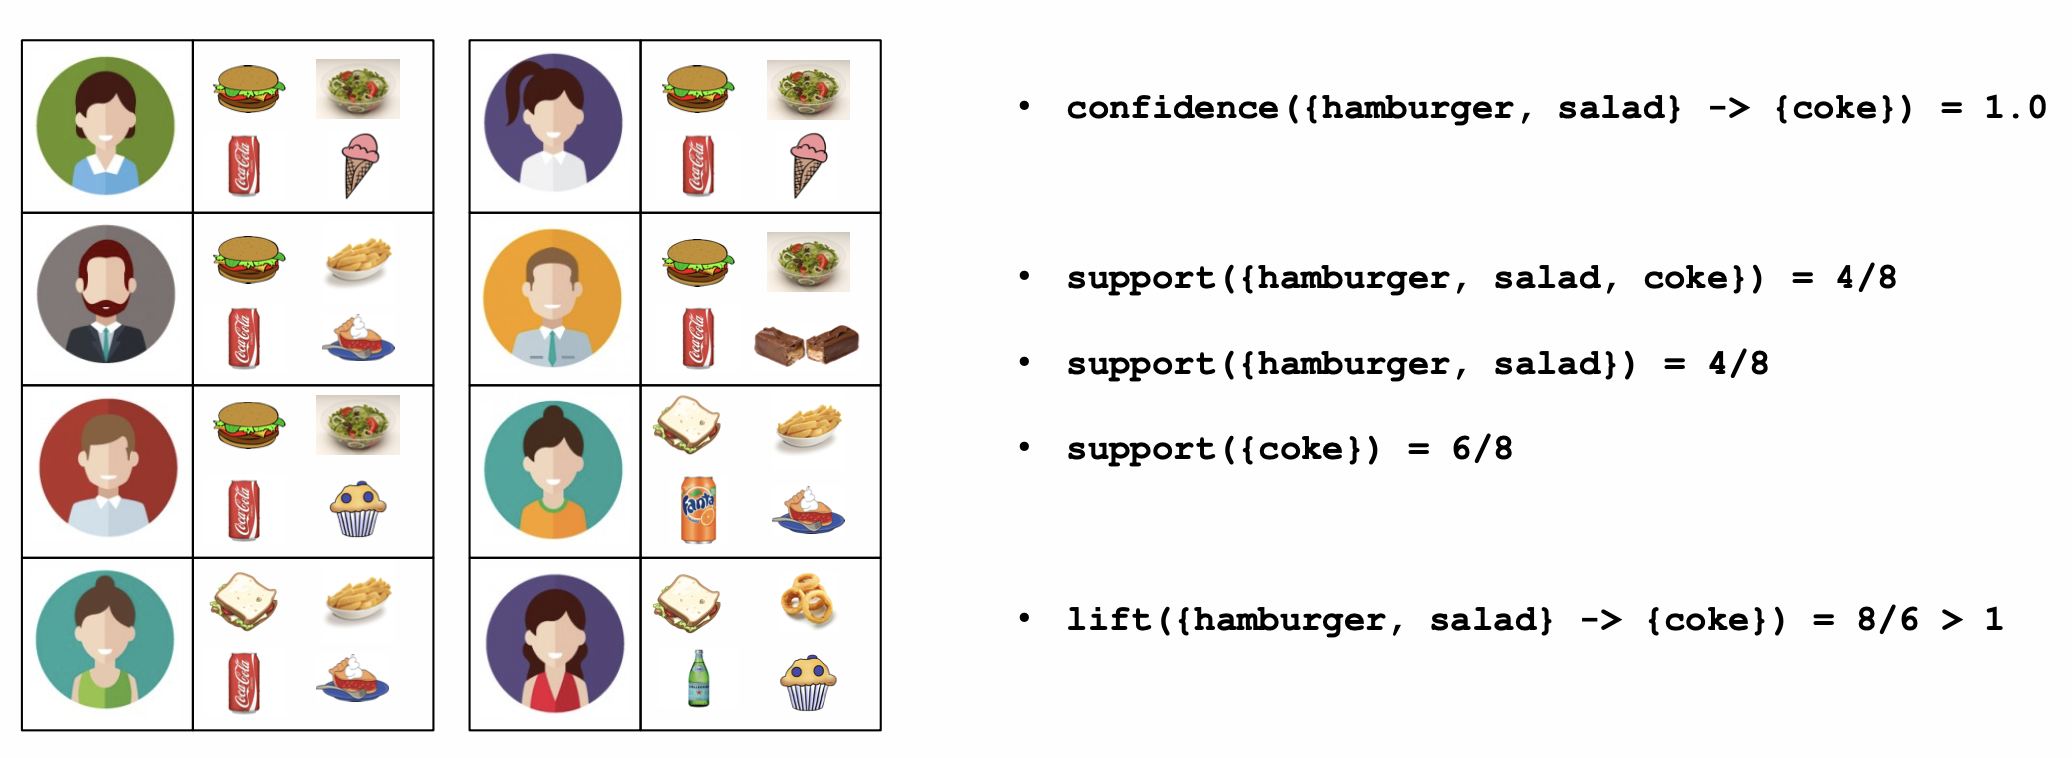 • confidence({hamburger, salad} -> {coke}) = 1.0
• support({hamburger, salad, coke}) = 4/8
• support({hamburger, salad}) = 4/8
• support({coke}) = 6/8
• lift({hamburger, salad} -> {coke}) = 8/6 > 1
Coca-Cola
Coca-Cola
Coca-Cola
Coca-Cola
Coca-Cola
Coca-Cola
Fanta